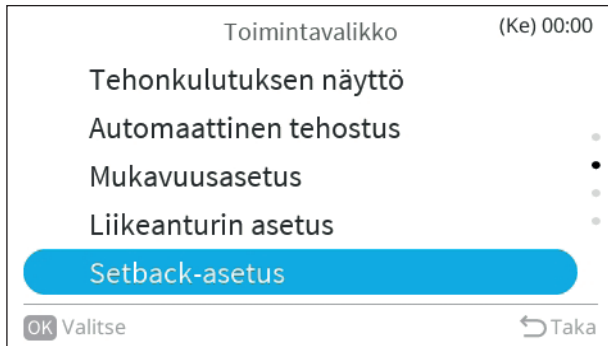 Toimintavalikko (Ke) 00:00
Tehonkulutuksen näyttö
Automaattinen tehostus
Mukavuusasetus
Liikeanturin asetus
Setback-asetus
OK Valitse Taka